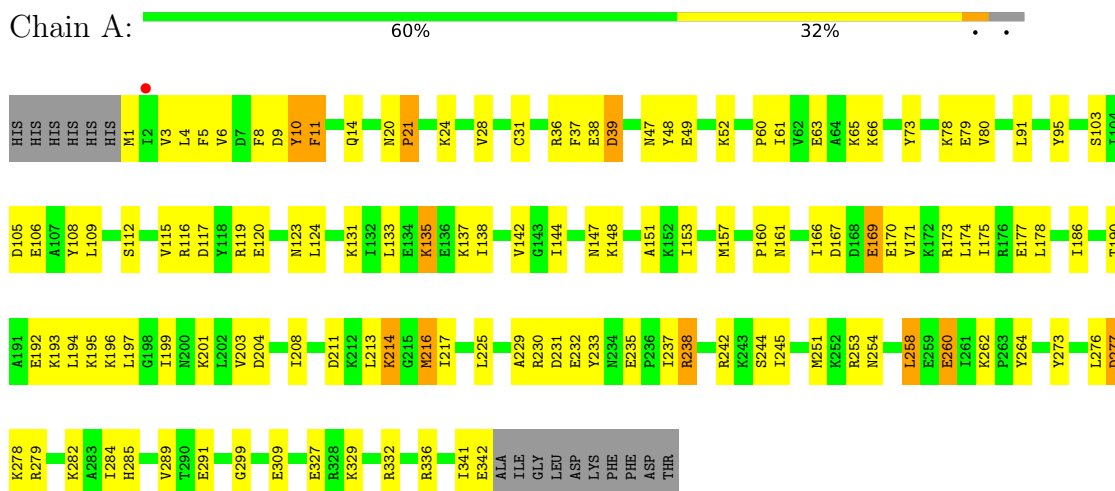 Chain A: 60% 32% • •
HIS HIS HIS HIS HIS HIS M1 I2 V3 L4 F5 V6 D7 F8 D9 Y10 F11 Q14 N20 P21 K24 V28 C31 R36 F37 E38 D39 N47 Y48 E49 K52 P60 I61 V62 E63 A64 K65 K66 Y73 K78 E79 V80 L91 Y95 S103 I104
D105 E106 A107 Y108 L109 S112 V115 R116 D117 Y118 R119 E120 N123 L124 K131 I132 L133 E134 K135 E136 K137 I138 V142 G143 I144 N147 K148 A151 K152 I153 M157 P160 N161 I166 D167 D168 E169 E170 V171 K172 R173 L174 I175 R176 E177 L178 I186 T190
A191 E192 K193 L194 K195 K196 L197 G198 I199 N200 K201 L202 V203 D204 I208 D211 K212 L213 K214 G215 M216 I217 L225 A229 R230 D231 E232 Y233 N234 E235 P236 I237 R238 R242 K243 S244 I245 M251 K252 R253 N254 L258 E259 E260 I261 K262 P263 Y264 Y273 L276
K278 R279 K282 A283 I284 H285 V289 T290 E291 G299 E309 E327 R328 K329 R332 R336 I341 E342 ALA ILE GLY LEU ASP LYS PHE PHE ASP THR